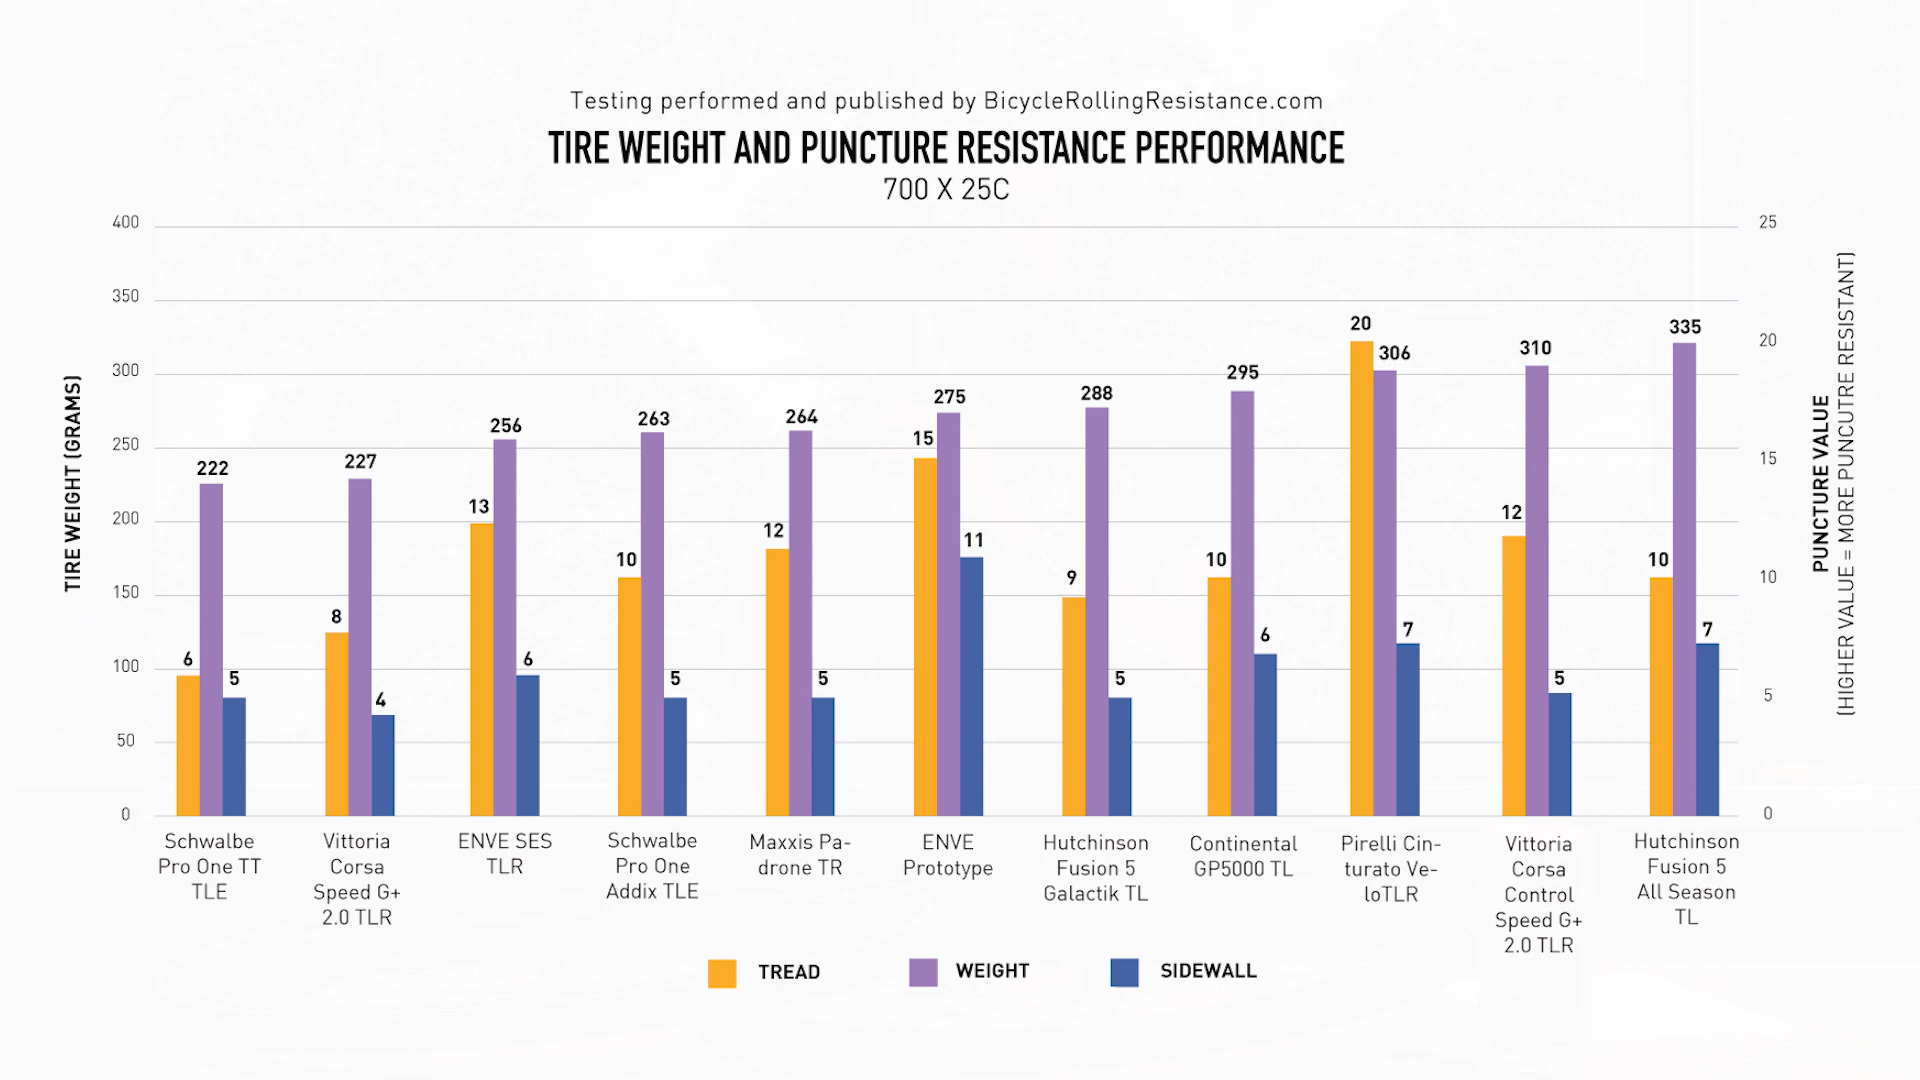 Testing performed and published by BicycleRollingResistance.com
TIRE WEIGHT AND PUNCTURE RESISTANCE PERFORMANCE
700 X 25C
400
350
300
250
200
150
100
50
0
TIRE WEIGHT (GRAMS)
25
20
15
10
5
0
PUNCTURE VALUE
(HIGHER VALUE = MORE PUNCUTRE RESISTANT)
6 222 5
8 227 4
13 256 6
10 263 5
12 264 5
15 275 11
9 288 5
10 295 6
20 306 7
12 310 5
10 335 7
Schwalbe
Pro One TT
TLE
Vittoria
Corsa
Speed G+
2.0 TLR
ENVE SES
TLR
Schwalbe
Pro One
Addix TLE
Maxxis Pa-
drone TR
ENVE
Prototype
Hutchinson
Fusion 5
Galactik TL
Continental
GP5000 TL
Pirelli Cin-
turato Ve-
loTLR
Vittoria
Corsa
Control
Speed G+
2.0 TLR
Hutchinson
Fusion 5
All Season
TL
TREAD
WEIGHT
SIDEWALL